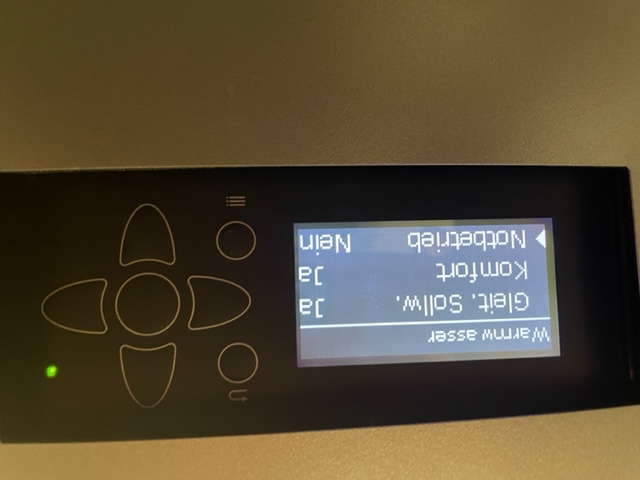 Warmwasser
Gleit. Sollw. Ja
Komfort Ja
Notbetrieb Nein